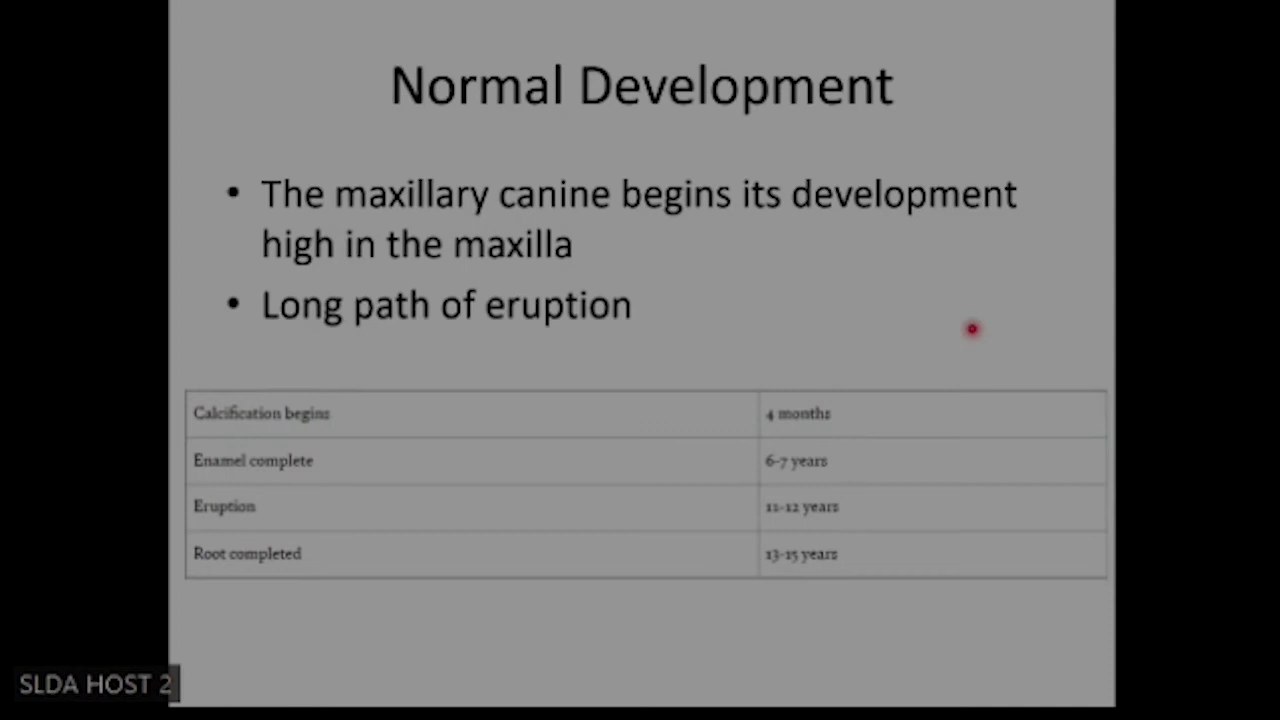 Normal Development
• The maxillary canine begins its development
high in the maxilla
• Long path of eruption
Calcification begins 4 months
Enamel complete 6-7 years
Eruption 11-12 years
Root completed 13-15 years
SLDA HOST 2